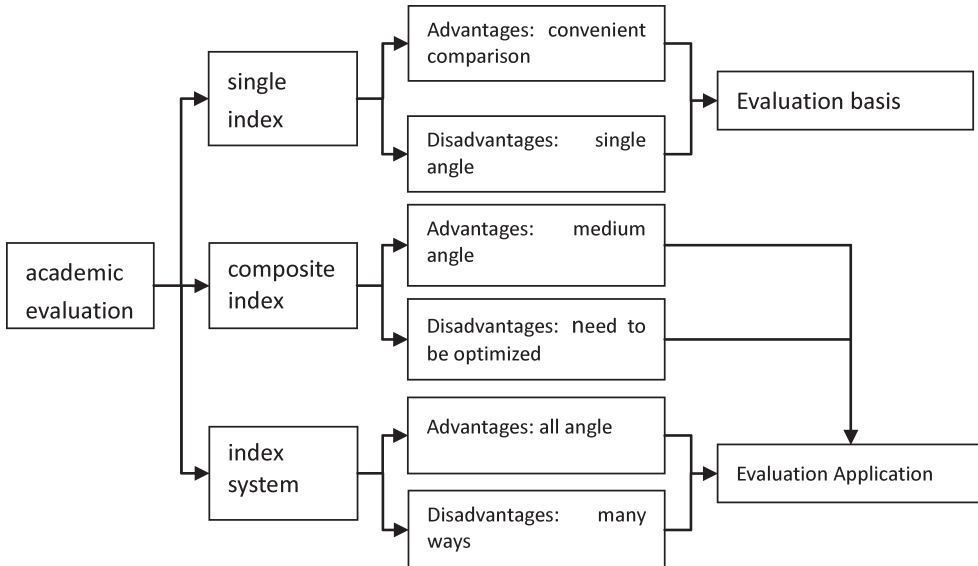 academic
evaluation
single
index
Advantages: convenient
comparison
Disadvantages: single
angle
Evaluation basis
composite
index
Advantages: medium
angle
Disadvantages: need to
be optimized
index
system
Advantages: all angle
Disadvantages: many
ways
Evaluation Application